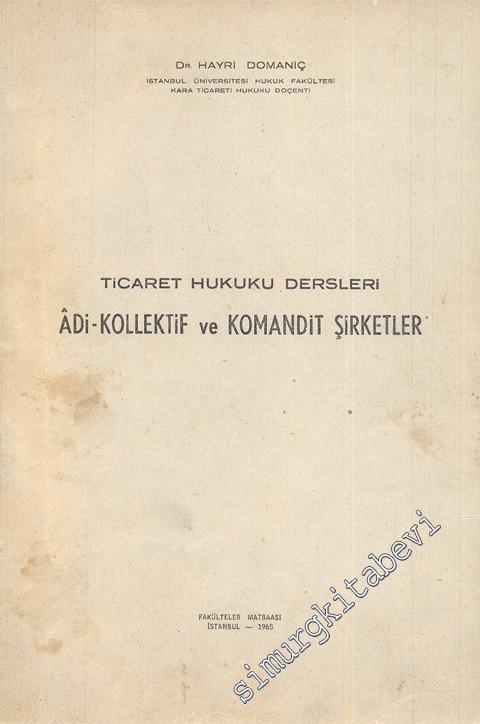 Dr. HAYRİ DOMANİÇ
İSTANBUL ÜNİVERSİTESİ HUKUK FAKÜLTESİ
KARA TİCARETİ HUKUKU DOÇENTİ
TİCARET HUKUKU DERSLERİ
ÂDİ-KOLLEKTİF ve KOMANDİT ŞİRKETLER
FAKÜLTELER MATBAASI
İSTANBUL — 1965
simurgkitabevi